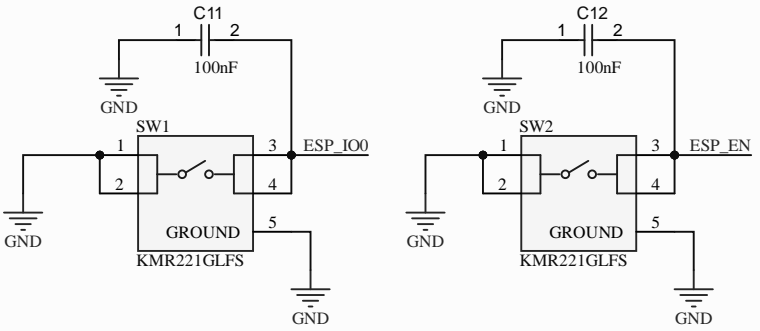 C11
1 2
100nF
GND
SW1
1 3 ESP_IO0
2 4
5
GROUND
GND
KMR221GLFS
GND
C12
1 2
100nF
GND
SW2
1 3 ESP_EN
2 4
5
GROUND
GND
KMR221GLFS
GND